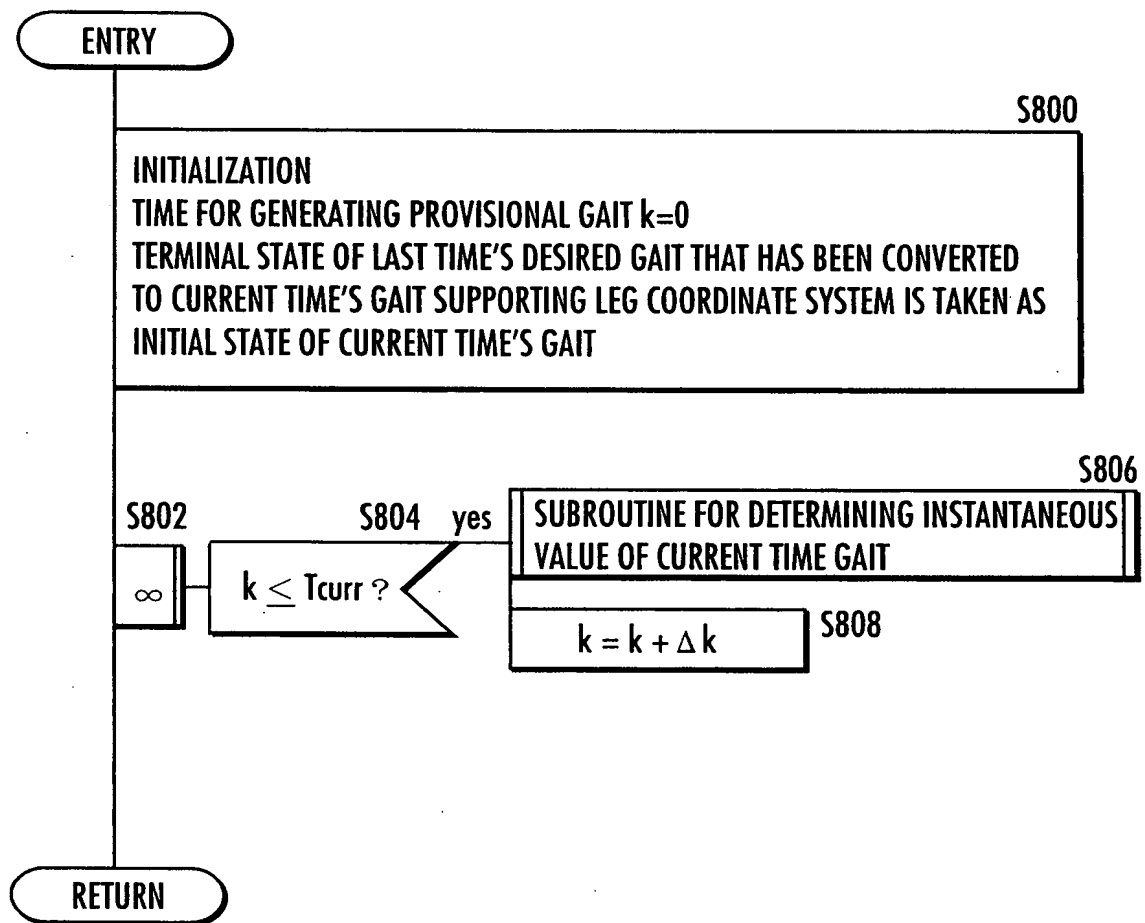 ENTRY
S800
INITIALIZATION
TIME FOR GENERATING PROVISIONAL GAIT k=0
TERMINAL STATE OF LAST TIME'S DESIRED GAIT THAT HAS BEEN CONVERTED
TO CURRENT TIME'S GAIT SUPPORTING LEG COORDINATE SYSTEM IS TAKEN AS
INITIAL STATE OF CURRENT TIME'S GAIT
S802
∞
S804
k ≤ Tcurr ?
yes
S806
SUBROUTINE FOR DETERMINING INSTANTANEOUS
VALUE OF CURRENT TIME GAIT
k = k + Δk
S808
RETURN